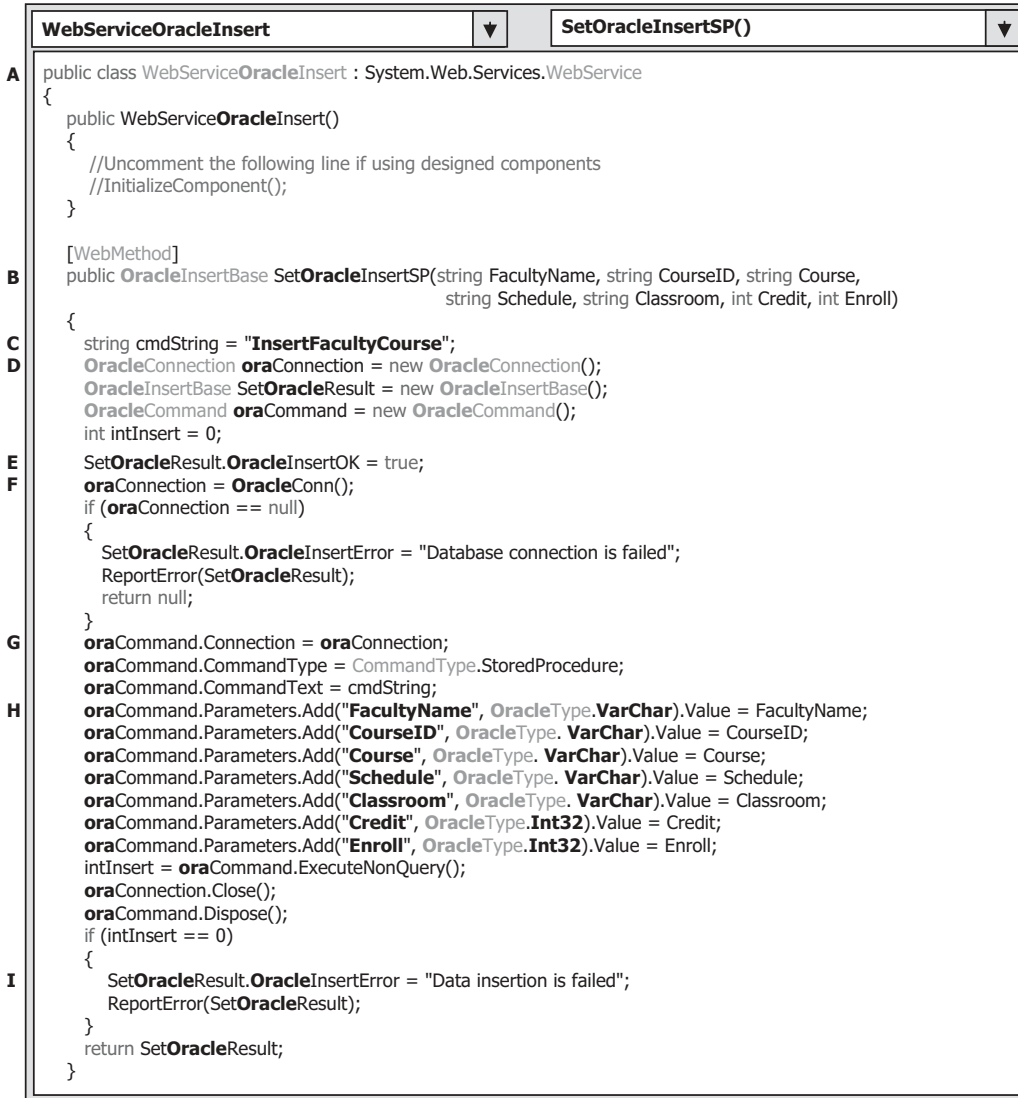 WebServiceOracleInsert SetOracleInsertSP()
A public class WebServiceOracleInsert : System.Web.Services.WebService
{
public WebServiceOracleInsert()
{
//Uncomment the following line if using designed components
//InitializeComponent();
}
[WebMethod]
B public OracleInsertBase SetOracleInsertSP(string FacultyName, string CourseID, string Course,
string Schedule, string Classroom, int Credit, int Enroll)
{
C string cmdString = "InsertFacultyCourse";
D OracleConnection oraConnection = new OracleConnection();
OracleInsertBase SetOracleResult = new OracleInsertBase();
OracleCommand oraCommand = new OracleCommand();
int intInsert = 0;
E SetOracleResult.OracleInsertOK = true;
F oraConnection = OracleConn();
if (oraConnection == null)
{
SetOracleResult.OracleInsertError = "Database connection is failed";
ReportError(SetOracleResult);
return null;
}
G oraCommand.Connection = oraConnection;
oraCommand.CommandType = CommandType.StoredProcedure;
oraCommand.CommandText = cmdString;
H oraCommand.Parameters.Add("FacultyName", OracleType.VarChar).Value = FacultyName;
oraCommand.Parameters.Add("CourseID", OracleType. VarChar).Value = CourseID;
oraCommand.Parameters.Add("Course", OracleType. VarChar).Value = Course;
oraCommand.Parameters.Add("Schedule", OracleType. VarChar).Value = Schedule;
oraCommand.Parameters.Add("Classroom", OracleType. VarChar).Value = Classroom;
oraCommand.Parameters.Add("Credit", OracleType.Int32).Value = Credit;
oraCommand.Parameters.Add("Enroll", OracleType.Int32).Value = Enroll;
intInsert = oraCommand.ExecuteNonQuery();
oraConnection.Close();
oraCommand.Dispose();
if (intInsert == 0)
{
I SetOracleResult.OracleInsertError = "Data insertion is failed";
ReportError(SetOracleResult);
}
return SetOracleResult;
}